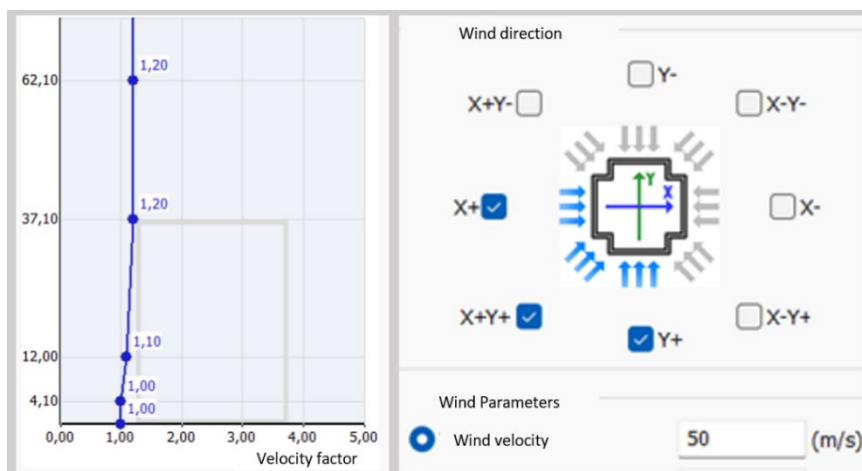 62,10
37,10
12,00
4,10
1,20
1,20
1,10
1,00
1,00
0,00 1,00 2,00 3,00 4,00 5,00
Velocity factor
Wind direction
Y-
X+Y-
X-Y-
Y
X
X+
X-
X+Y+
X-Y+
Y+
Wind Parameters
Wind velocity 50 (m/s)